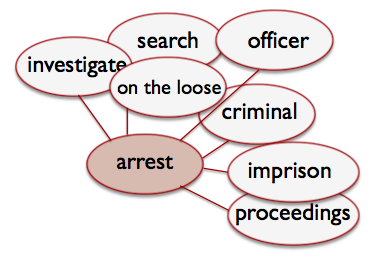 search
officer
investigate
on the loose
criminal
arrest
imprison
proceedings